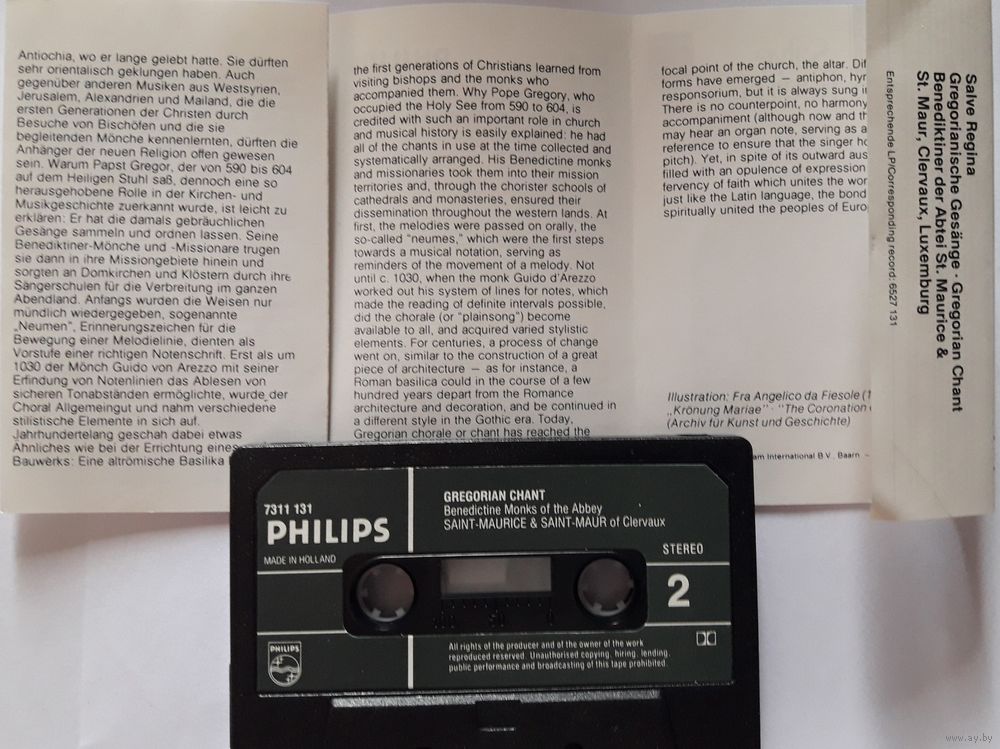 Antiochia, wo er lange gelebt hatte. Sie dürften
sehr orientalisch geklungen haben. Auch
gegenüber anderen Musiken aus Westsyrien,
Jerusalem, Alexandrien und Mailand, die die
ersten Generationen der Christen durch
Besuche von Bischöfen und die sie
begleitenden Mönche kennenlernten, dürften die
Anhänger der neuen Religion offen gewesen
sein. Warum Papst Gregor, der von 590 bis 604
auf dem Heiligen Stuhl saß, dennoch eine so
herausgehobene Rolle in der Kirchen- und
Musikgeschichte zuerkannt wurde, ist leicht zu
erklären: Er hat die damals gebräuchlichen
Gesänge sammeln und ordnen lassen. Seine
Benediktiner-Mönche und -Missionare trugen
sie dann in ihre Missionsgebiete hinein und
sorgten an Domkirchen und Klöstern durch ihre
Sängerschulen für die Verbreitung im ganzen
Abendland. Anfangs wurden die Weisen nur
mündlich wiedergegeben, sogenannte
„Neumen", Erinnerungszeichen für die
Bewegung einer Melodielinie, dienten als
Vorstufe einer richtigen Notenschrift. Erst als um
1030 der Mönch Guido von Arezzo mit seiner
Erfindung von Notenlinien das Ablesen von
sicheren Tonabständen ermöglichte, wurde der
Choral Allgemeingut und nahm verschiedene
stilistische Elemente in sich auf.
Jahrhundertelang geschah dabei etwas
Ähnliches wie bei der Errichtung eines
Bauwerks: Eine altrömische Basilika
the first generations of Christians learned from
visiting bishops and the monks who
accompanied them. Why Pope Gregory, who
occupied the Holy See from 590 to 604, is
credited with such an important role in church
and musical history is easily explained: he had
all of the chants in use at the time collected and
systematically arranged. His Benedictine monks
and missionaries took them into their mission
territories and, through the chorister schools of
cathedrals and monasteries, ensured their
dissemination throughout the western lands. At
first, the melodies were passed on orally, the
so-called "neumes," which were the first steps
towards a musical notation, serving as
reminders of the movement of a melody. Not
until c. 1030, when the monk Guido d'Arezzo
worked out his system of lines for notes, which
made the reading of definite intervals possible,
did the chorale (or "plainsong") become
available to all, and acquired varied stylistic
elements. For centuries, a process of change
went on, similar to the construction of a great
piece of architecture – as for instance, a
Roman basilica could in the course of a few
hundred years depart from the Romance
architecture and decoration, and be continued in
a different style in the Gothic era. Today,
Gregorian chorale or chant has reached the
focal point of the church, the altar. Dif
forms have emerged – antiphon, hyr
responsorium, but it is always sung i
There is no counterpoint, no harmony
accompaniment (although now and th
may hear an organ note, serving as a
reference to ensure that the singer ho
pitch). Yet, in spite of its outward aus
filled with an opulence of expression
fervency of faith which unites the wor
just like the Latin language, the bond
spiritually united the peoples of Euro
Illustration: Fra Angelico da Fiesole (1
„Krönung Mariae" · "The Coronation
(Archiv für Kunst und Geschichte)
am International B.V., Baarn –
Salve Regina
Gregorianische Gesänge · Gregorian Chant
Benediktiner der Abtei St. Maurice &
St. Maur, Clervaux, Luxemburg
Entsprechende LP/Corresponding record: 6527 131
7311 131
PHILIPS
MADE IN HOLLAND
GREGORIAN CHANT
Benedictine Monks of the Abbey
SAINT-MAURICE & SAINT-MAUR of Clervaux
STEREO
2
PHILIPS
All rights of the producer and of the owner of the work
reproduced reserved. Unauthorised copying, hiring, lending,
public performance and broadcasting of this tape prohibited.
www.ay.by